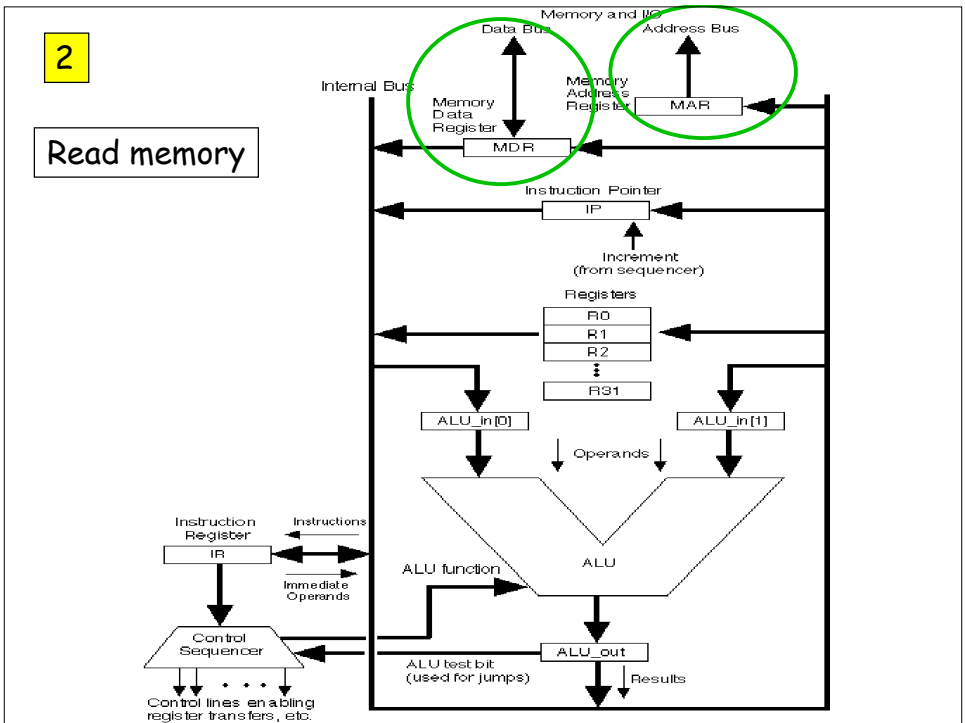 2
Read memory
Memory and I/O
Data Bus
Address Bus
Internal Bus
Memory
Address
Register
MAR
Memory
Data
Register
MDR
Instruction Pointer
IP
Increment
(from sequencer)
Registers
R0
R1
R2
R31
ALU_in[0]
ALU_in[1]
Operands
Instruction
Register
IR
Instructions
Immediate
Operands
ALU function
ALU
Control
Sequencer
ALU_out
ALU test bit
(used for jumps)
Results
Control lines enabling
register transfers, etc.